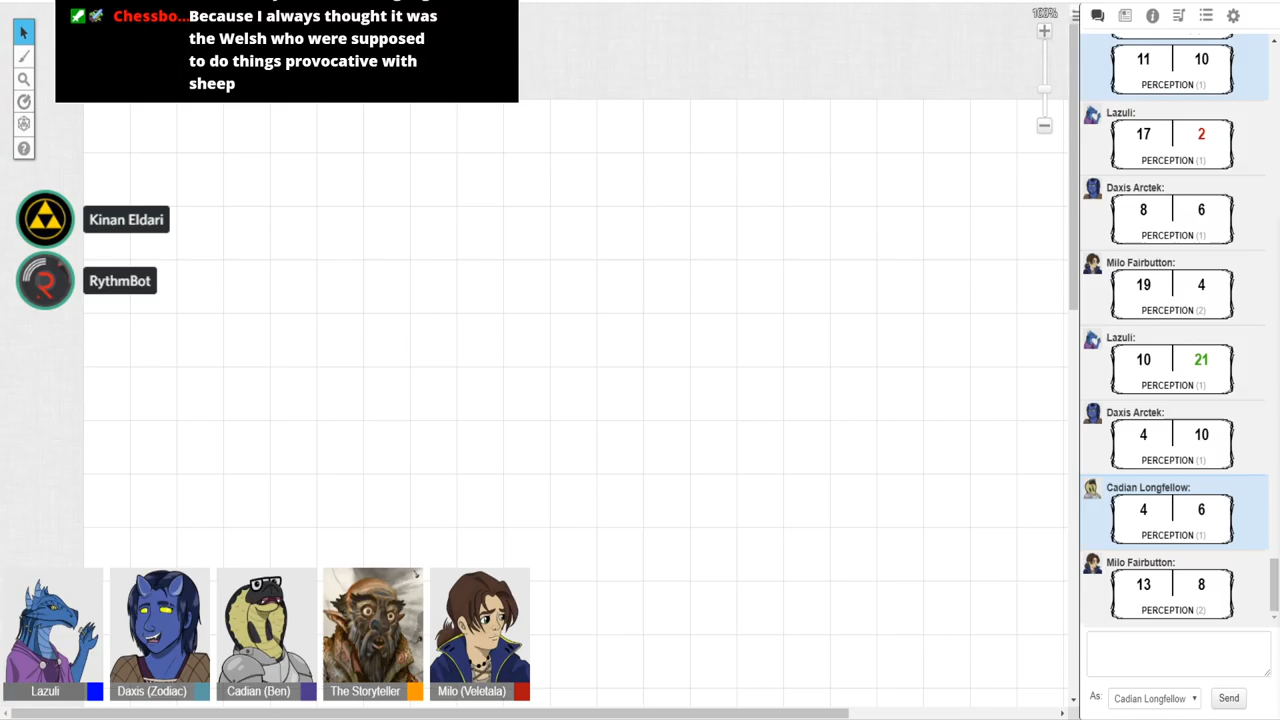 Chessbo...
Because I always thought it was
the Welsh who were supposed
to do things provocative with
sheep
100%
Kinan Eldari
RythmBot
Lazuli
Daxis (Zodiac)
Cadian (Ben)
The Storyteller
Milo (Veletala)
11 10
PERCEPTION (1)
Lazuli:
17 2
PERCEPTION (1)
Daxis Arctek:
8 6
PERCEPTION (1)
Milo Fairbutton:
19 4
PERCEPTION (2)
Lazuli:
10 21
PERCEPTION (1)
Daxis Arctek:
4 10
PERCEPTION (1)
Cadian Longfellow:
4 6
PERCEPTION (1)
Milo Fairbutton:
13 8
PERCEPTION (2)
As: Cadian Longfellow Send